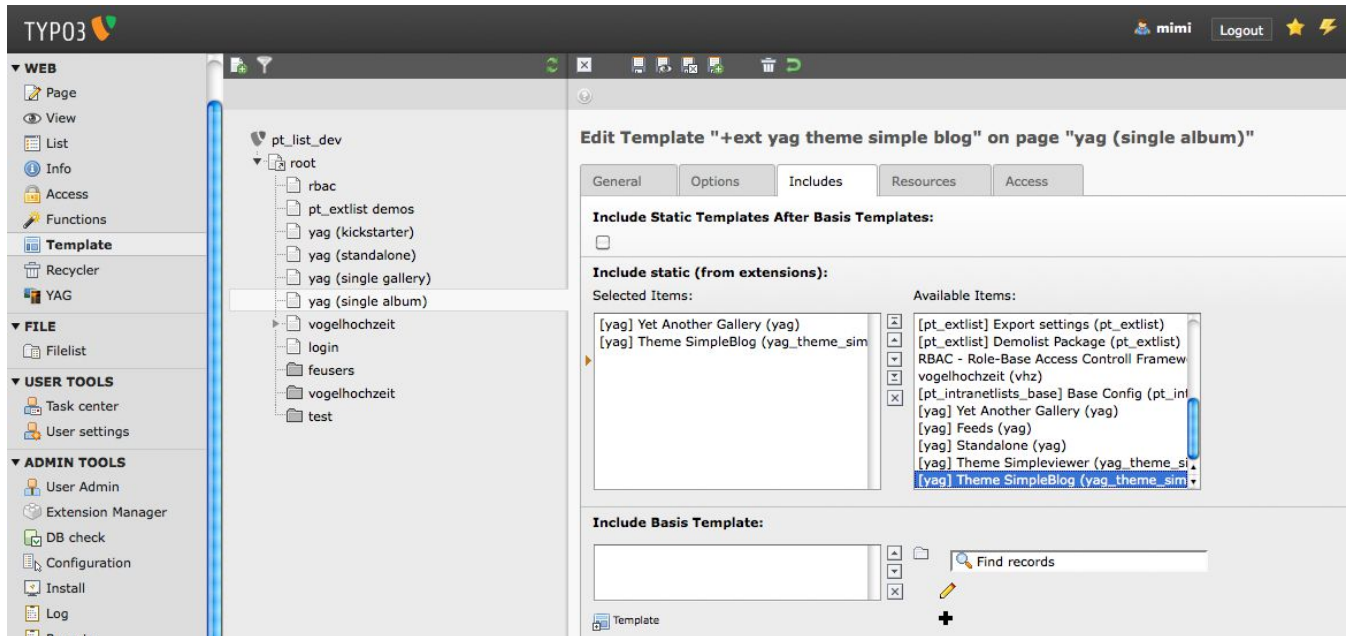 TYPO3
mimi
Logout
WEB
Page
View
List
Info
Access
Functions
Template
Recycler
YAG
FILE
Filelist
USER TOOLS
Task center
User settings
ADMIN TOOLS
User Admin
Extension Manager
DB check
Configuration
Install
Log
pt_list_dev
root
rbac
pt_extlist demos
yag (kickstarter)
yag (standalone)
yag (single gallery)
yag (single album)
vogelhochzeit
login
feusers
vogelhochzeit
test
Edit Template "+ext yag theme simple blog" on page "yag (single album)"
General
Options
Includes
Resources
Access
Include Static Templates After Basis Templates:
Include static (from extensions):
Selected Items:
[yag] Yet Another Gallery (yag)
[yag] Theme SimpleBlog (yag_theme_sim
Available Items:
[pt_extlist] Export settings (pt_extlist)
[pt_extlist] Demolist Package (pt_extlist)
RBAC - Role-Base Access Controll Framew
vogelhochzeit (vhz)
[pt_intranetlists_base] Base Config (pt_int
[yag] Yet Another Gallery (yag)
[yag] Feeds (yag)
[yag] Standalone (yag)
[yag] Theme Simpleviewer (yag_theme_si
[yag] Theme SimpleBlog (yag_theme_sim
Include Basis Template:
Find records
Template